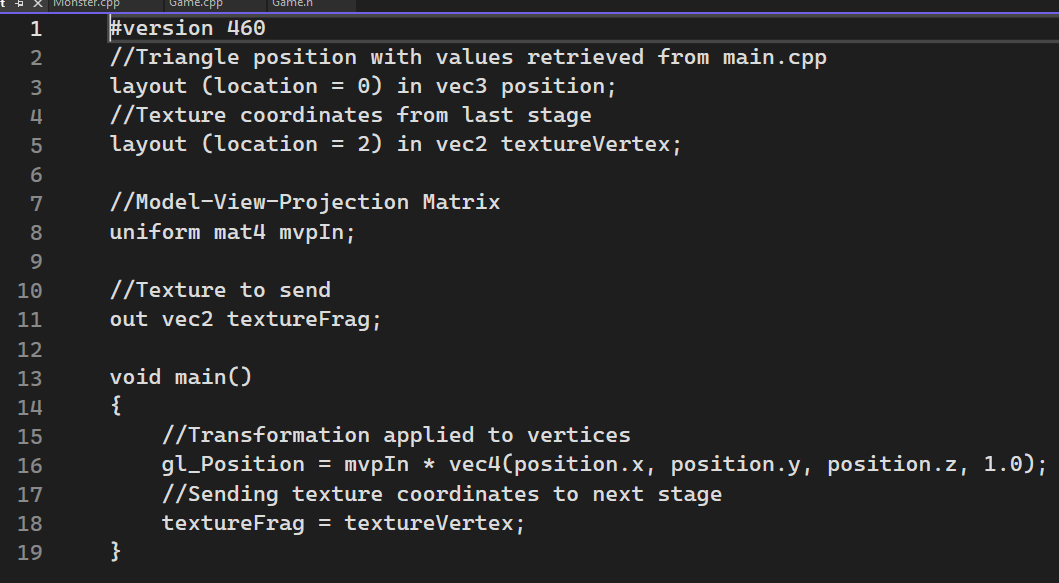 t Monster.cpp Game.cpp Game.h
1 #version 460
2 //Triangle position with values retrieved from main.cpp
3 layout (location = 0) in vec3 position;
4 //Texture coordinates from last stage
5 layout (location = 2) in vec2 textureVertex;
6
7 //Model-View-Projection Matrix
8 uniform mat4 mvpIn;
9
10 //Texture to send
11 out vec2 textureFrag;
12
13 void main()
14 {
15 //Transformation applied to vertices
16 gl_Position = mvpIn * vec4(position.x, position.y, position.z, 1.0);
17 //Sending texture coordinates to next stage
18 textureFrag = textureVertex;
19 }